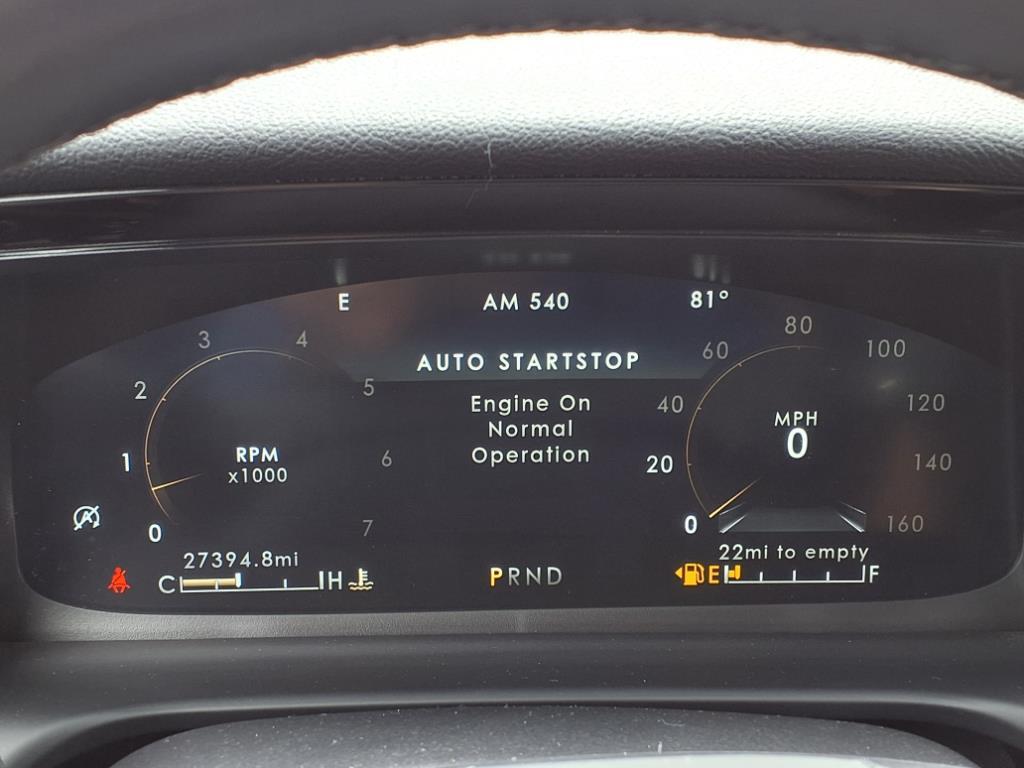 E AM 540 81°
AUTO STARTSTOP
Engine On
Normal
Operation
0 1 2 3 4 5 6 7
RPM
x1000
0 20 40 60 80 100 120 140 160
MPH
0
A
27394.8mi
C H
PRND
22mi to empty
E F